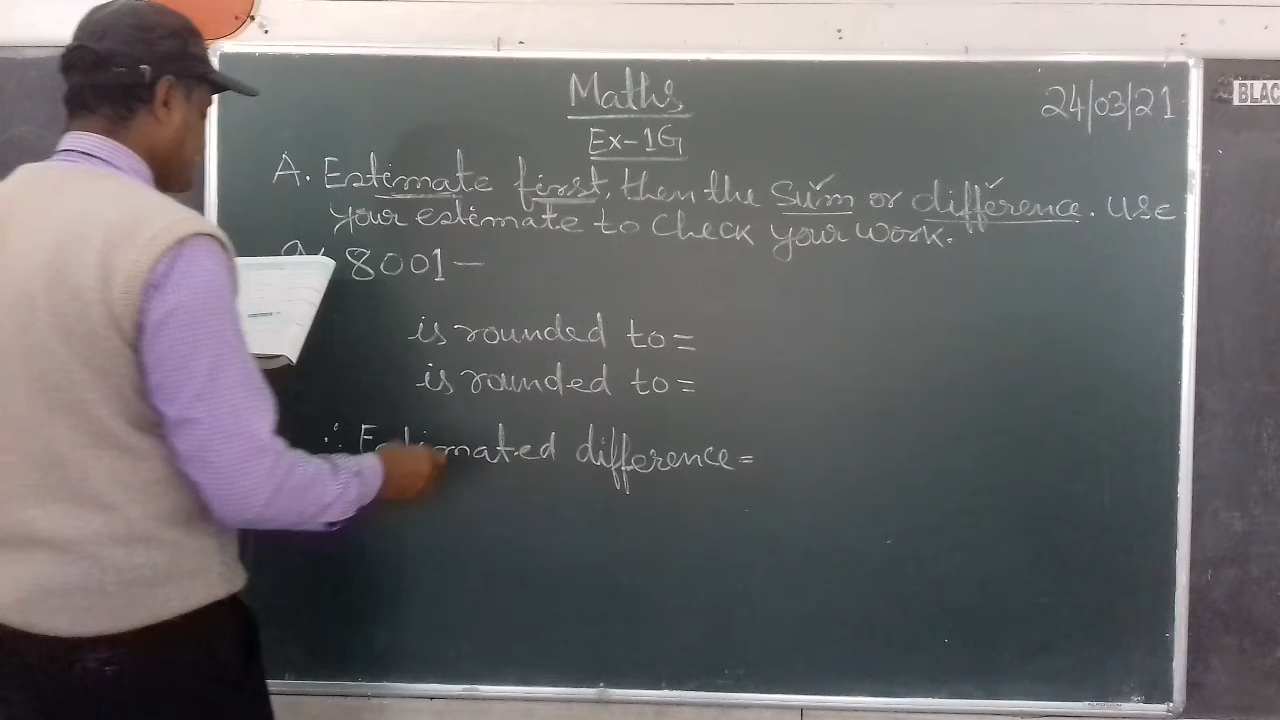 Maths
24/03/21
BLAC
Ex-1G
A. Estimate first, then the Sum or difference. Use
your estimate to Check your work.
8001-
is rounded to=
is rounded to=
∴ Estimated difference=